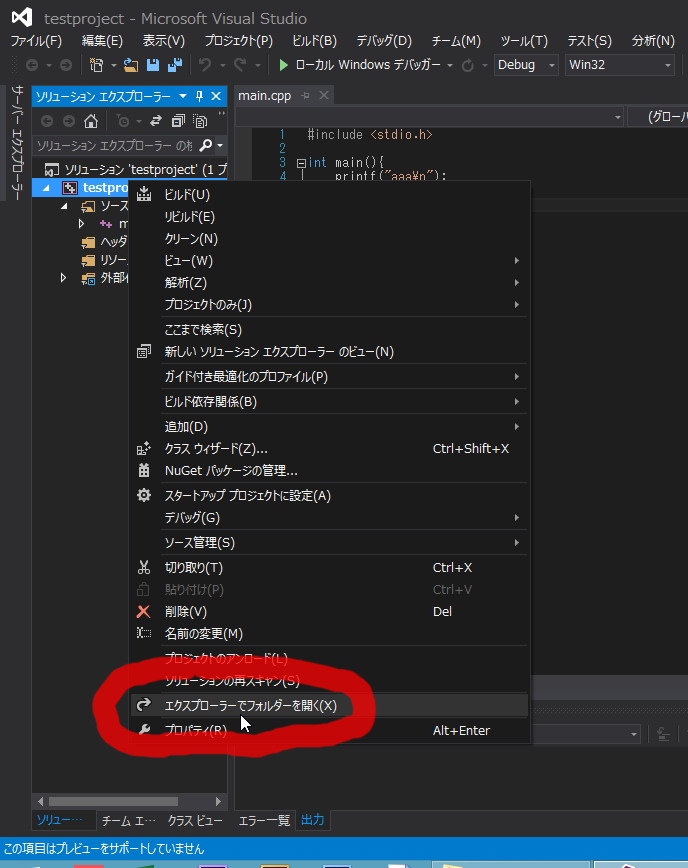 testproject - Microsoft Visual Studio
ファイル(F) 編集(E) 表示(V) プロジェクト(P) ビルド(B) デバッグ(D) チーム(M) ツール(T) テスト(S) 分析(N)
ローカル Windows デバッガー Debug Win32
サーバー エクスプローラー
ソリューション エクスプローラー
main.cpp
ソリューション エクスプローラー の
(グローバ
ソリューション 'testproject' (1 プ
testpro
ソース
m
ヘッダ
リソー
外部
1 #include <stdio.h>
2
3 int main(){
4 printf("aaa¥n");
ビルド(U)
リビルド(E)
クリーン(N)
ビュー(W)
解析(Z)
プロジェクトのみ(J)
ここまで検索(S)
新しい ソリューション エクスプローラー のビュー(N)
ガイド付き最適化のプロファイル(P)
ビルド依存関係(B)
追加(D)
クラス ウィザード(Z)... Ctrl+Shift+X
NuGet パッケージの管理...
スタートアップ プロジェクトに設定(A)
デバッグ(G)
ソース管理(S)
切り取り(T) Ctrl+X
貼り付け(P) Ctrl+V
削除(V) Del
名前の変更(M)
プロジェクトのアンロード(L)
ソリューションの再スキャン(S)
エクスプローラーでフォルダーを開く(X)
プロパティ(R) Alt+Enter
ソリュー… チーム エ… クラス ビュー エラー一覧 出力
この項目はプレビューをサポートしていません